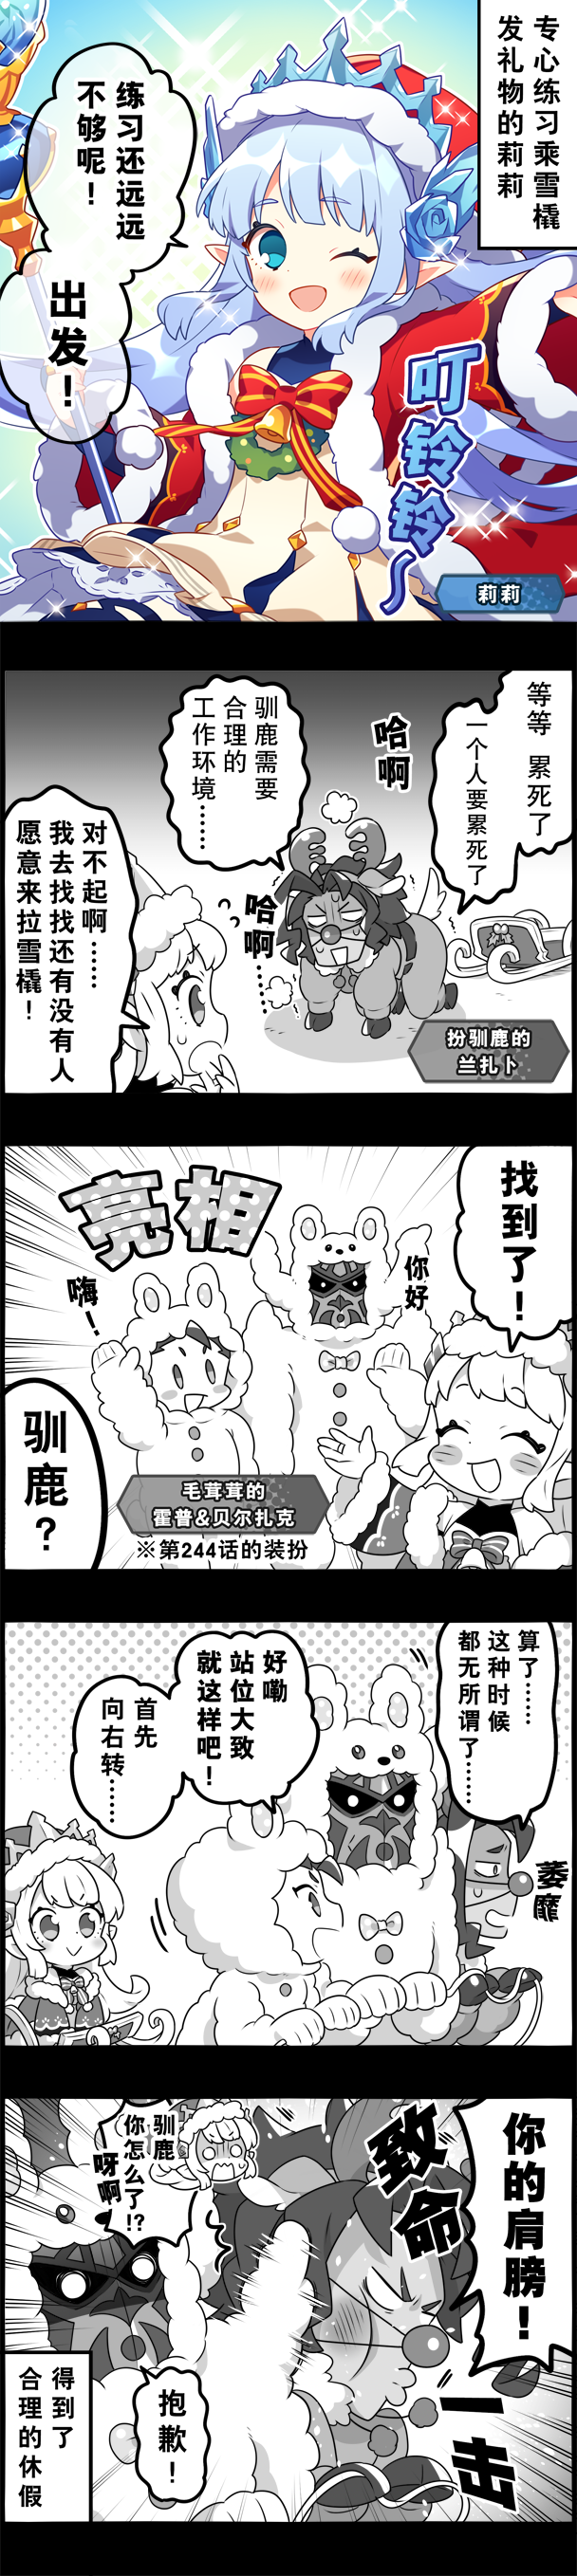 专心练习乘雪橇
发礼物的莉莉
练习还远远
不够呢！
出发！
叮铃铃～
莉莉
等等 累死了
一个人要累死了
哈啊
驯鹿需要
合理的
工作环境……
哈啊……
对不起啊……
我去找找还有没有人
愿意来拉雪橇！
扮驯鹿的
兰扎卜
找到了！
亮相
你好
嗨！
驯鹿？
毛茸茸的
霍普&贝尔扎克
※第244话的装扮
算了……
这种时候
都无所谓了……
好嘞
站位大致
就这样吧！
首先
向右转……
萎靡
你的肩膀！
致命
一击
驯鹿
你怎么了!?
呀啊
抱歉！
得到了
合理的休假